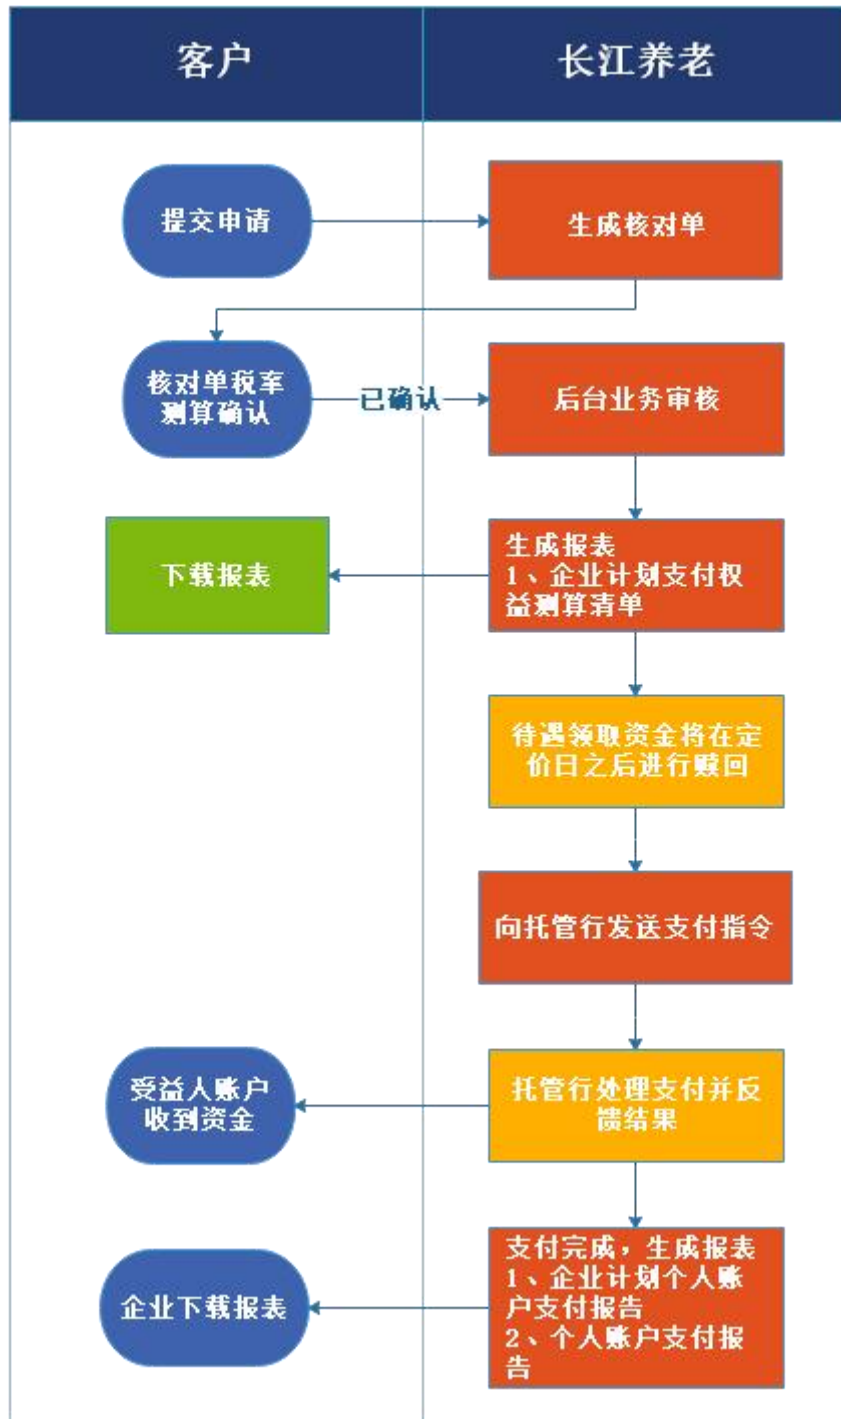 客户
长江养老
提交申请
生成核对单
核对单税率
测算确认
已确认
后台业务审核
下载报表
生成报表
1、企业计划支付权
益测算清单
待遇领取资金将在定
价日之后进行赎回
向托管行发送支付指令
受益人账户
收到资金
托管行处理支付并反
馈结果
企业下载报表
支付完成，生成报表
1、企业计划个人账
户支付报告
2、个人账户支付报
告